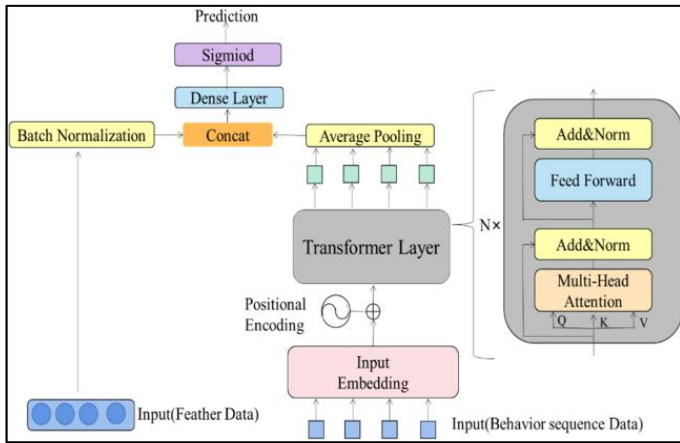 Prediction
Sigmiod
Dense Layer
Batch Normalization
Concat
Average Pooling
Transformer Layer
Positional
Encoding
Input
Embedding
Input(Feather Data)
Input(Behavior sequence Data)
N×
Add&Norm
Feed Forward
Add&Norm
Multi-Head
Attention
Q K V